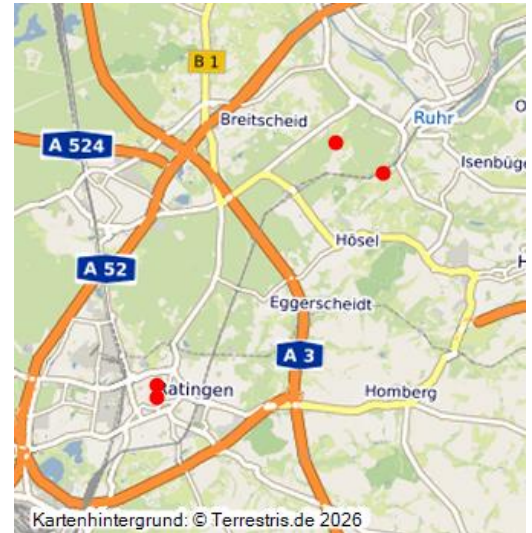 B 1
Breitscheid
Ruhr
A 524
Isenbüge
Hösel
A 52
Eggerscheidt
A 3
Ratingen
Homberg
Kartenhintergrund: © Terrestris.de 2026